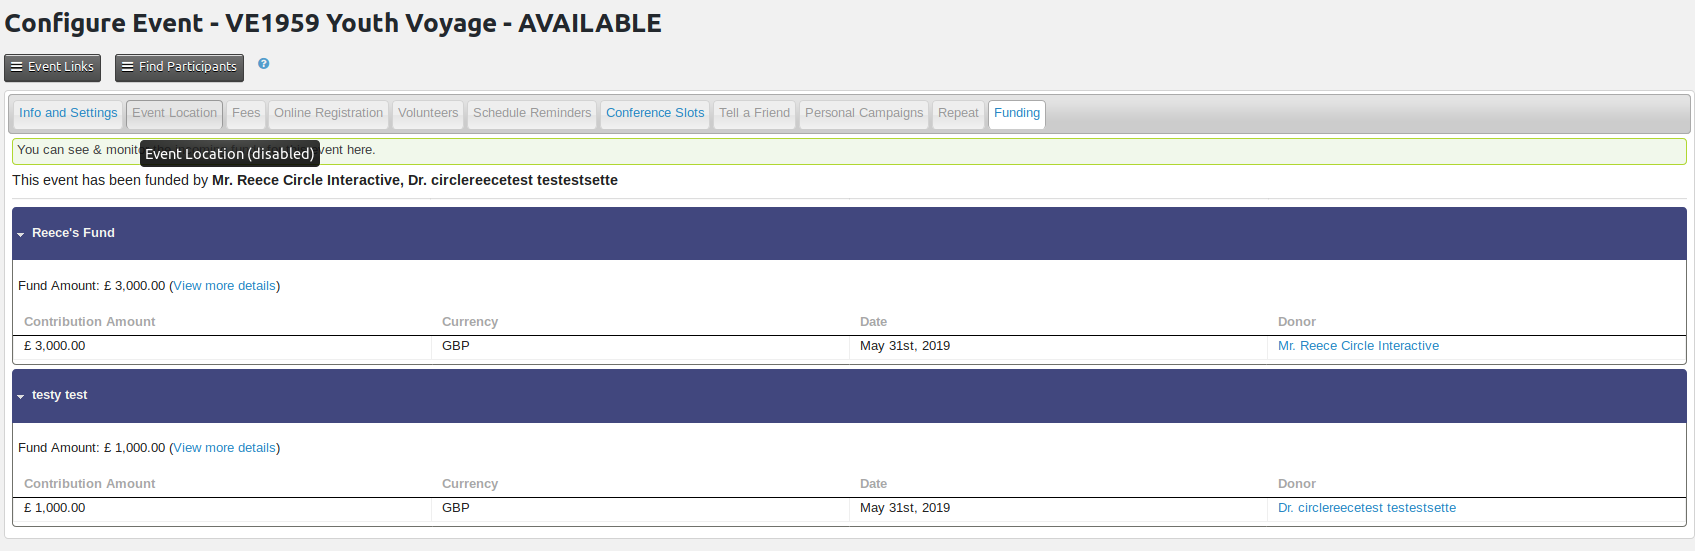 Configure Event - VE1959 Youth Voyage - AVAILABLE
Event Links Find Participants ?
Info and Settings Event Location Fees Online Registration Volunteers Schedule Reminders Conference Slots Tell a Friend Personal Campaigns Repeat Funding
You can see & monit vent here.
Event Location (disabled)
This event has been funded by Mr. Reece Circle Interactive, Dr. circlereecetest testestsette
Reece's Fund
Fund Amount: £ 3,000.00 (View more details)
Contribution Amount Currency Date Donor
£ 3,000.00 GBP May 31st, 2019 Mr. Reece Circle Interactive
testy test
Fund Amount: £ 1,000.00 (View more details)
Contribution Amount Currency Date Donor
£ 1,000.00 GBP May 31st, 2019 Dr. circlereecetest testestsette